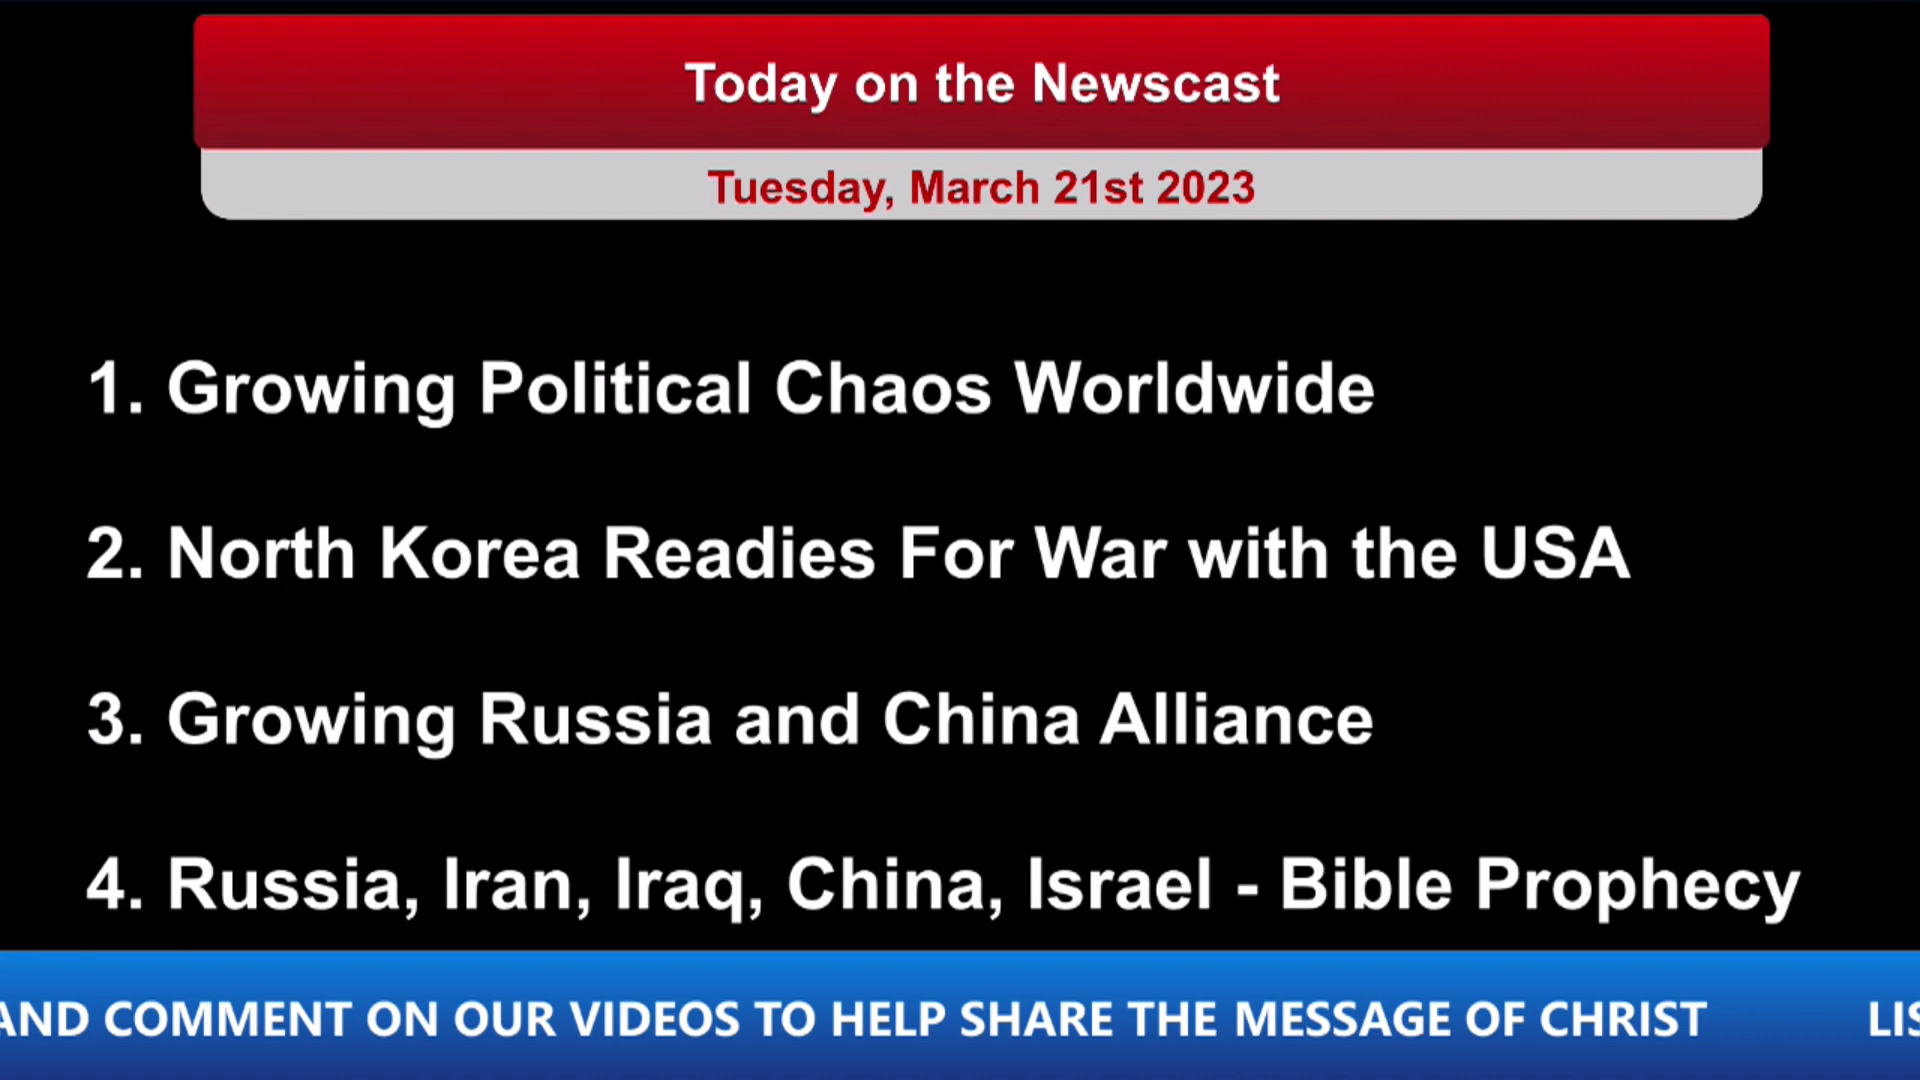 Today on the Newscast
Tuesday, March 21st 2023
1. Growing Political Chaos Worldwide
2. North Korea Readies For War with the USA
3. Growing Russia and China Alliance
4. Russia, Iran, Iraq, China, Israel - Bible Prophecy
AND COMMENT ON OUR VIDEOS TO HELP SHARE THE MESSAGE OF CHRIST